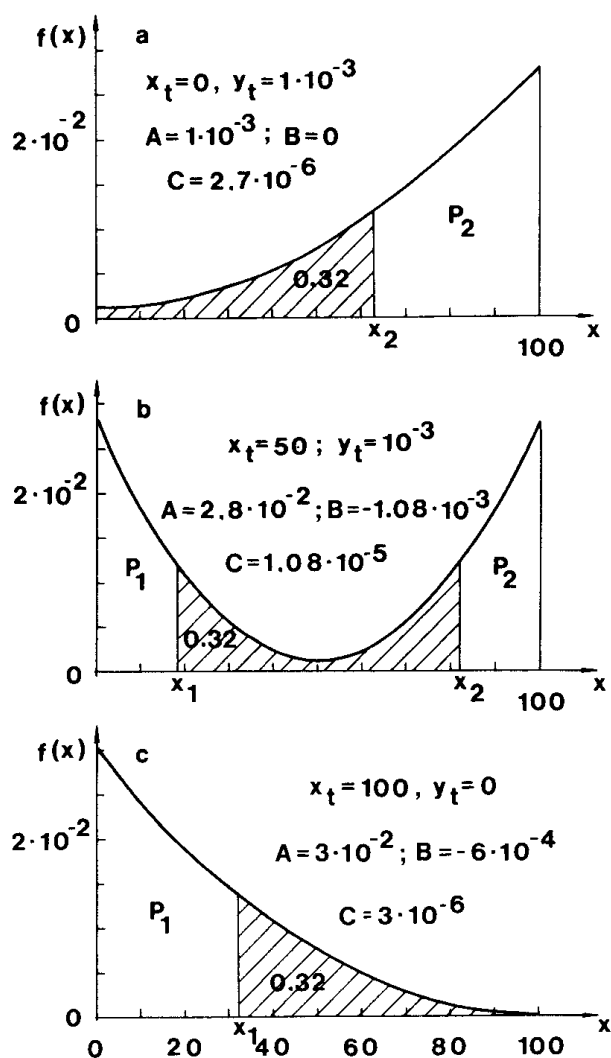 f(x) a
x_t=0, y_t=1·10^-3
2·10^-2
A=1·10^-3; B=0
C=2.7·10^-6
P_2
0.32
0
x_2 100 x
f(x) b
x_t=50; y_t=10^-3
2·10^-2
A=2.8·10^-2; B=-1.08·10^-3
C=1.08·10^-5
P_1 P_2
0.32
0
x_1 x_2 100 x
f(x) c
x_t=100, y_t=0
2·10^-2
A=3·10^-2; B=-6·10^-4
C=3·10^-6
P_1
0.32
0
x_1 x
0 20 40 60 80 100